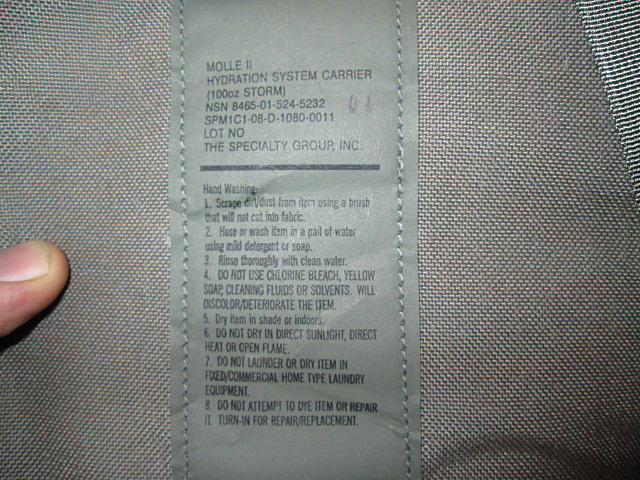 MOLLE II
HYDRATION SYSTEM CARRIER
(100oz STORM)
NSN 8465-01-524-5232 01
SPM1C1-08-D-1080-0011
LOT NO
THE SPECIALTY GROUP, INC.
Hand Washing:
1. Scrape dirt/dust from item using a brush
that will not cut into fabric.
2. Hose or wash item in a pail of water
using mild detergent or soap.
3. Rinse thoroughly with clean water.
4. DO NOT USE CHLORINE BLEACH, YELLOW
SOAP, CLEANING FLUIDS OR SOLVENTS. WILL
DISCOLOR/DETERIORATE THE ITEM.
5. Dry item in shade or indoors.
6. DO NOT DRY IN DIRECT SUNLIGHT, DIRECT
HEAT OR OPEN FLAME.
7. DO NOT LAUNDER OR DRY ITEM IN
FIXED/COMMERCIAL HOME TYPE LAUNDRY
EQUIPMENT.
8. DO NOT ATTEMPT TO DYE ITEM OR REPAIR
IT. TURN-IN FOR REPAIR/REPLACEMENT.